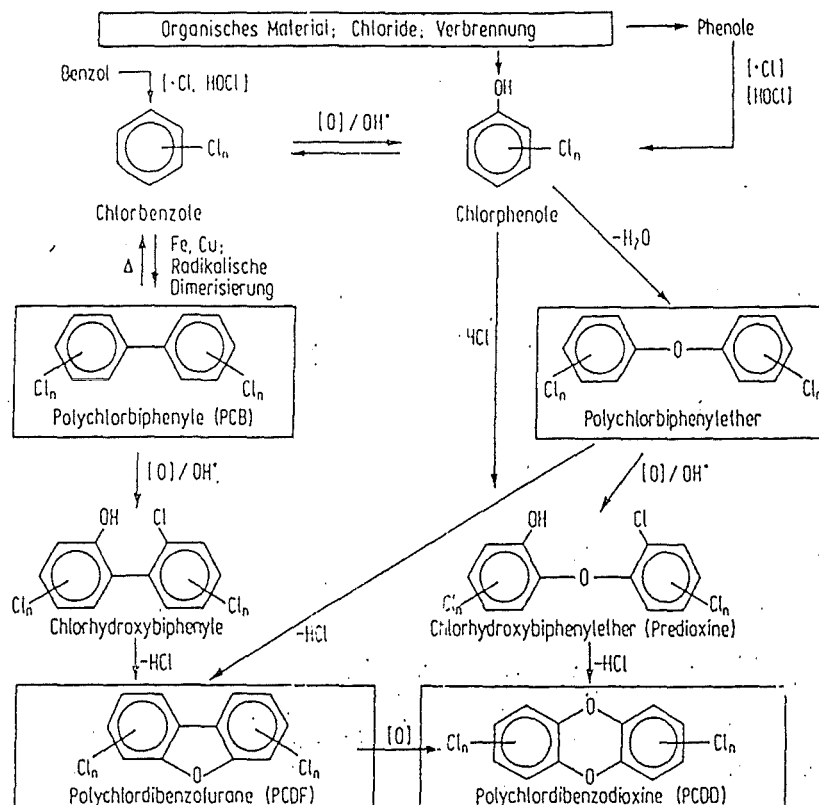 Organisches Material; Chloride; Verbrennung
Phenole
Benzol
[·Cl, HOCl]
OH
[·Cl]
[HOCl]
Cln
[O] / OH•
Cln
Chlorbenzole
Chlorphenole
Δ
Fe, Cu;
Radikalische
Dimerisierung
-H2O
Cln
Cln
Polychlorbiphenyle (PCB)
Cln
O
Cln
Polychlorbiphenylether
[O] / OH•
[O] / OH•
OH
Cl
Cln
Cln
Chlorhydroxybiphenyle
OH
Cl
Cln
O
Cln
Chlorhydroxybiphenylether (Predioxine)
-HCl
-HCl
-HCl
Cln
O
Cln
Polychlordibenzofurane (PCDF)
[O]
Cln
O
O
Cln
Polychlordibenzodioxine (PCDD)